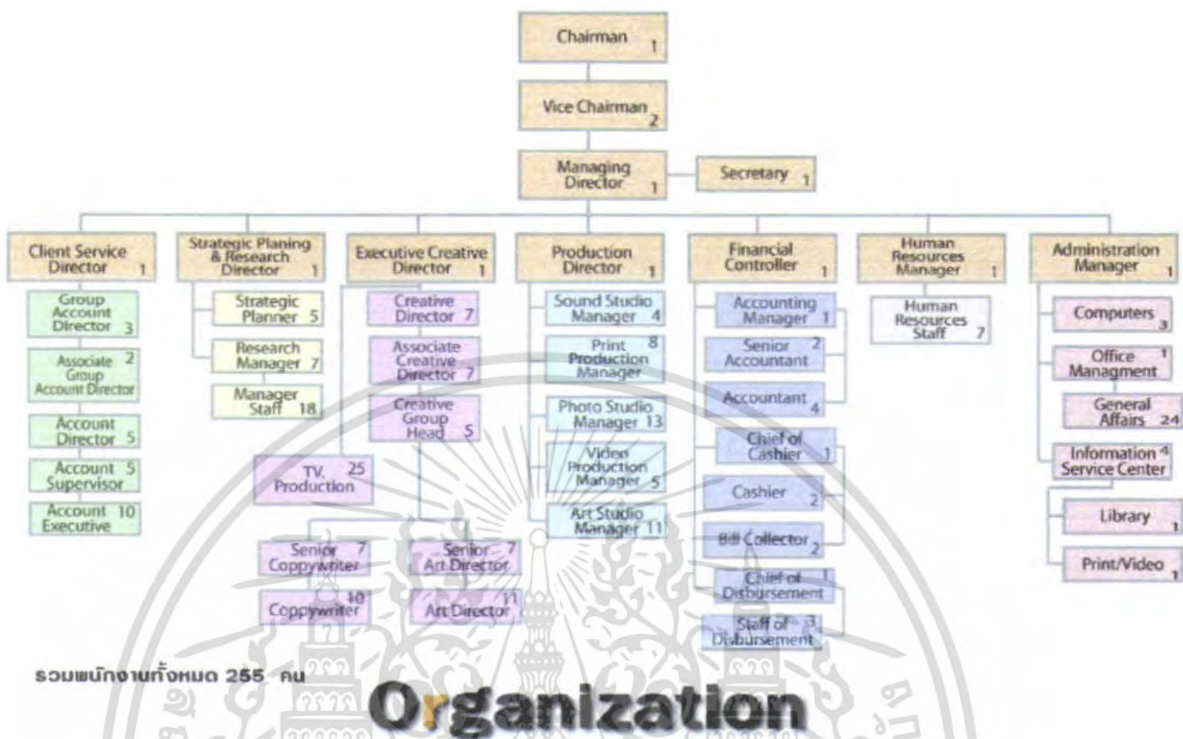 Chairman 1
Vice Chairman 2
Managing
Director 1
Secretary 1
Client Service
Director 1
Group
Account
Director 3
Associate 2
Group
Account Director
Account
Director 5
Account 5
Supervisor
Account 10
Executive
Strategic Planing
& Research
Director 1
Strategic
Planner 5
Research
Manager 7
Manager
Staff 18
Executive Creative
Director 1
Creative
Director 7
Associate
Creative
Director 7
Creative
Group
Head 5
TV. 25
Production
Senior 7
Coppywriter
Senior 7
Art Director
10
Coppywriter
11
Art Director
Production
Director 1
Sound Studio
Manager 4
Print 8
Production
Manager
Photo Studio
Manager 13
Video
Production
Manager 5
Art Studio
Manager 11
Financial
Controller 1
Accounting
Manager 1
Senior 2
Accountant
Accountant 4
Chief of
Cashier 1
Cashier 2
Bill Collector 2
Chief of 1
Disbursement
Staff of 3
Disbursement
Human
Resources
Manager 1
Human
Resources
Staff 7
Administration
Manager 1
Computers 3
Office 1
Managment
General
Affairs 24
Information 4
Service Center
Library 1
Print/Video 1
รวมพนักงานทั้งหมด 255 คน
Organization